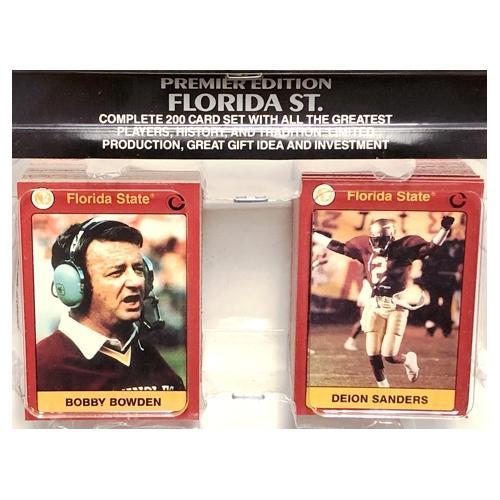 PREMIER EDITION
FLORIDA ST.
COMPLETE 200 CARD SET WITH ALL THE GREATEST
PLAYERS, HISTORY, AND TRADITION. LIMITED
PRODUCTION, GREAT GIFT IDEA AND INVESTMENT
Florida State®
BOBBY BOWDEN
Florida State®
2
DEION SANDERS